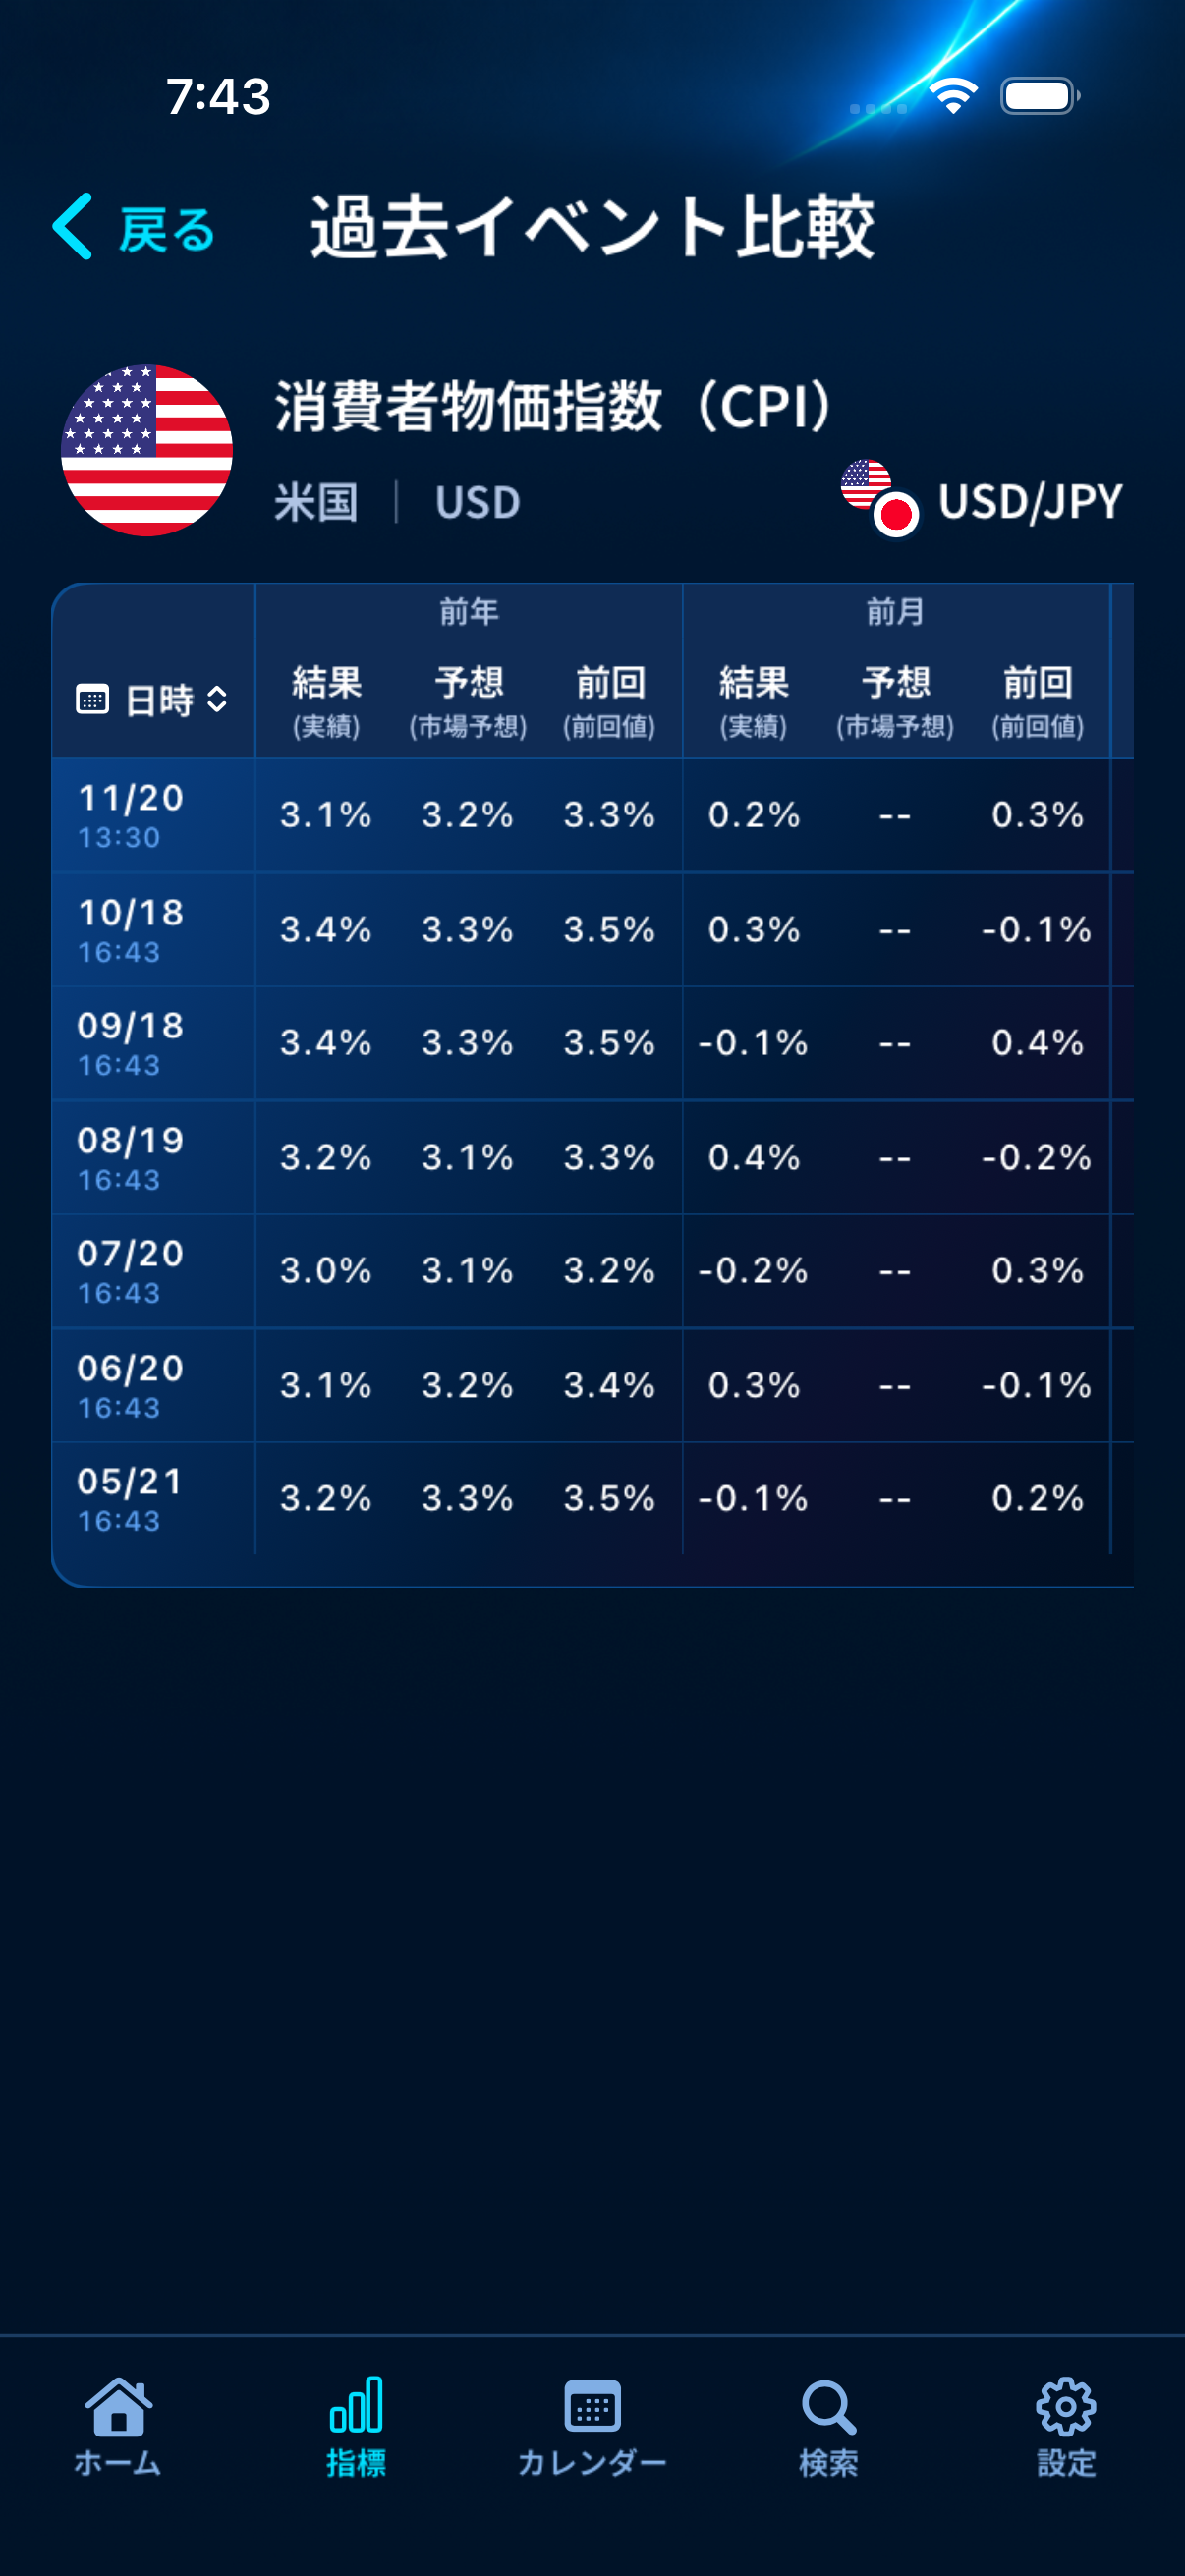 7:43
戻る 過去イベント比較
消費者物価指数（CPI）
米国 | USD USD/JPY
前年 前月
日時 結果 予想 前回 結果 予想 前回
(実績) (市場予想) (前回値) (実績) (市場予想) (前回値)
11/20
13:30
3.1% 3.2% 3.3% 0.2% -- 0.3%
10/18
16:43
3.4% 3.3% 3.5% 0.3% -- -0.1%
09/18
16:43
3.4% 3.3% 3.5% -0.1% -- 0.4%
08/19
16:43
3.2% 3.1% 3.3% 0.4% -- -0.2%
07/20
16:43
3.0% 3.1% 3.2% -0.2% -- 0.3%
06/20
16:43
3.1% 3.2% 3.4% 0.3% -- -0.1%
05/21
16:43
3.2% 3.3% 3.5% -0.1% -- 0.2%
ホーム 指標 カレンダー 検索 設定